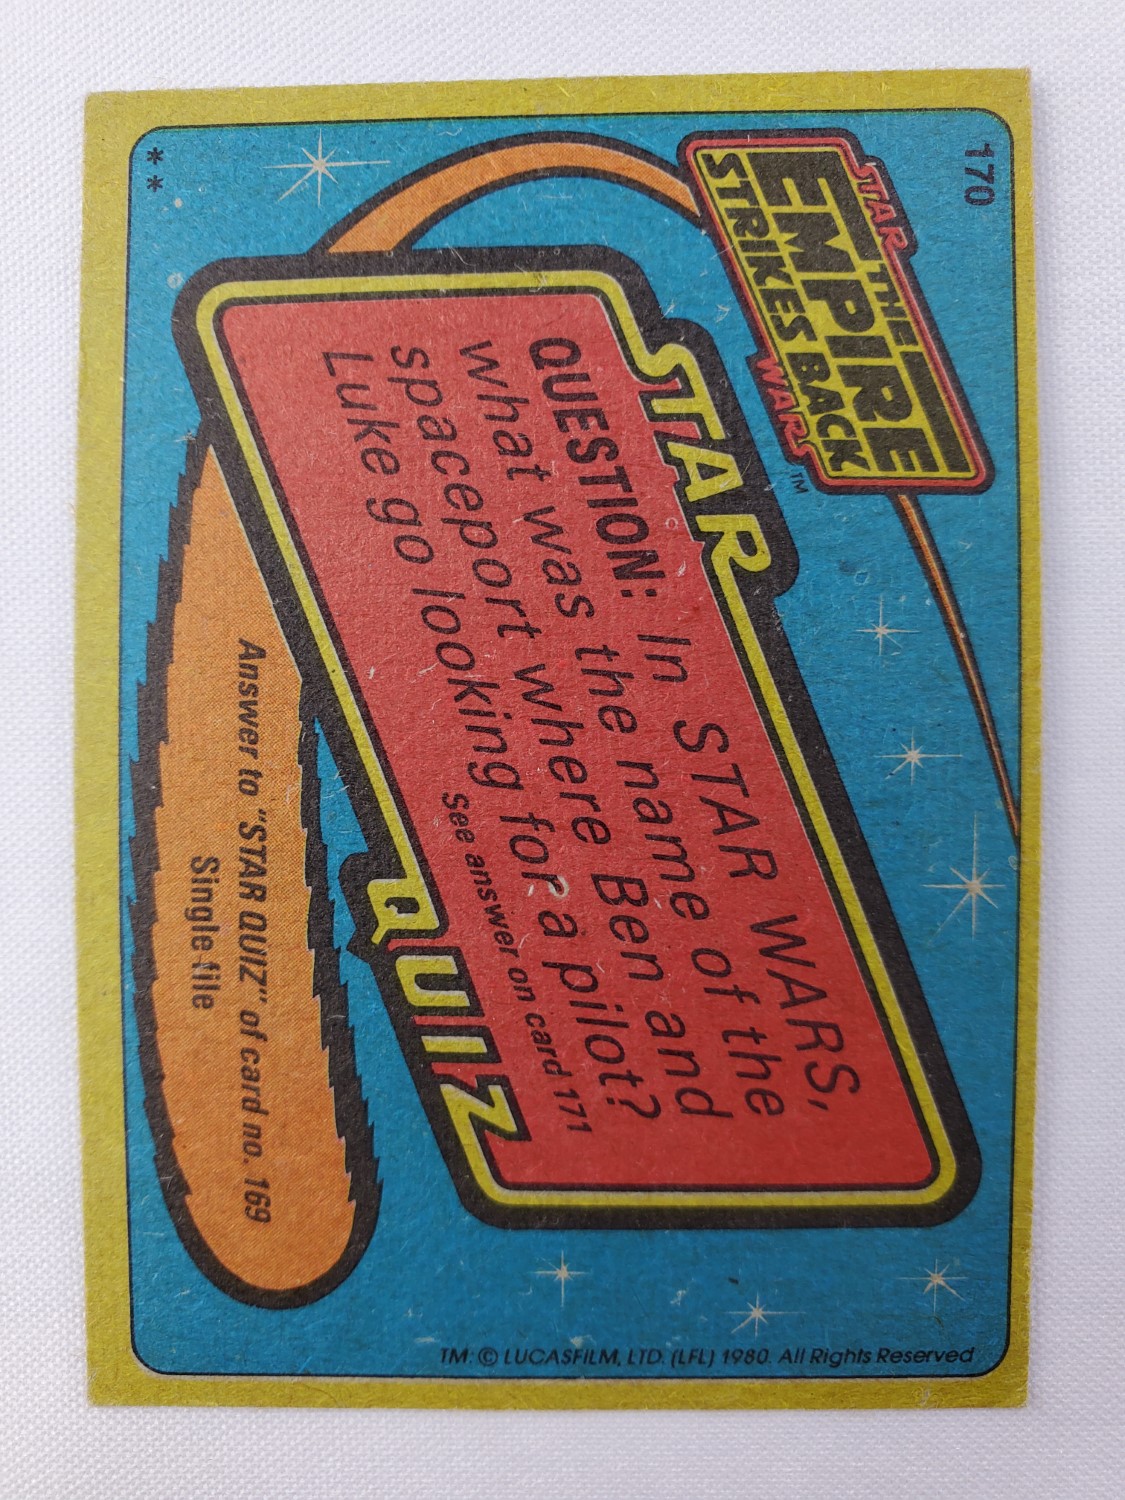 170
STAR
THE
EMPIRE
STRIKES BACK
WARS™
STAR
QUESTION: In STAR WARS,
what was the name of the
spaceport where Ben and
Luke go looking for a pilot?
See answer on card 171
QUIZ
Answer to "STAR QUIZ" of card no. 169
Single-file
**
TM: © LUCASFILM, LTD. (LFL) 1980. All Rights Reserved